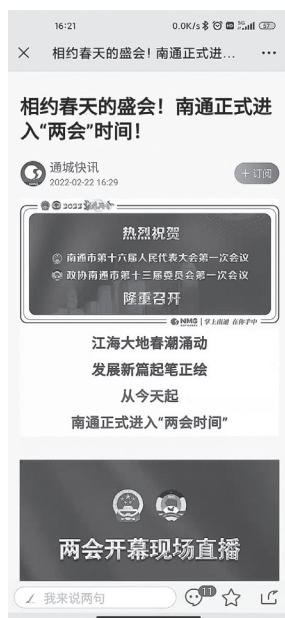 16:21 0.0K/s 5G 57
相约春天的盛会！南通正式进...
相约春天的盛会！南通正式进
入“两会”时间！
通城快讯
2022-02-22 16:29
+订阅
2022
热烈祝贺
南通市第十六届人民代表大会第一次会议
政协南通市第十三届委员会第一次会议
隆重召开
NMG 掌上南通 在你手中
江海大地春潮涌动
发展新篇起笔正绘
从今天起
南通正式进入“两会时间”
两会开幕现场直播
我来说两句
11